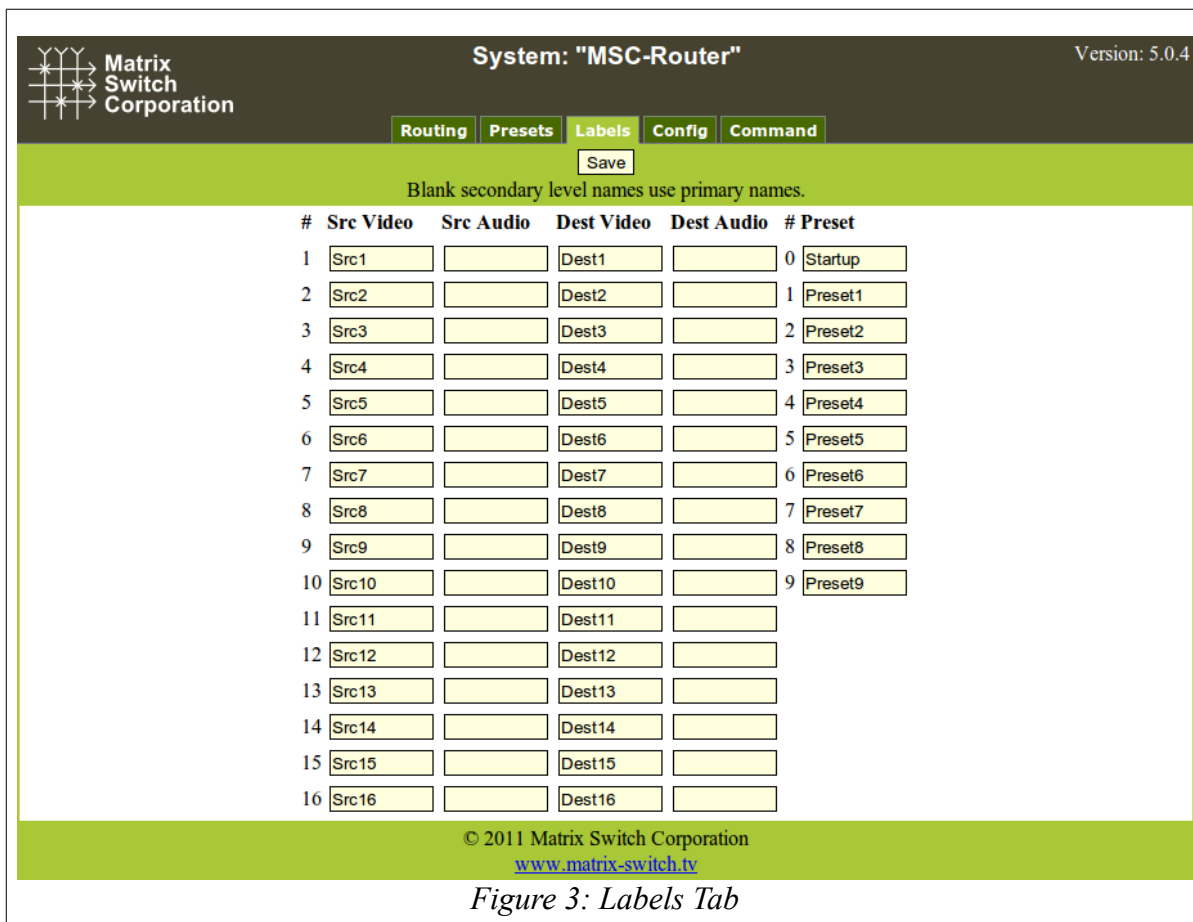 Matrix
Switch
Corporation
System: "MSC-Router"
Version: 5.0.4
Routing Presets Labels Config Command
Save
Blank secondary level names use primary names.
# Src Video Src Audio Dest Video Dest Audio # Preset
1 Src1 Dest1 0 Startup
2 Src2 Dest2 1 Preset1
3 Src3 Dest3 2 Preset2
4 Src4 Dest4 3 Preset3
5 Src5 Dest5 4 Preset4
6 Src6 Dest6 5 Preset5
7 Src7 Dest7 6 Preset6
8 Src8 Dest8 7 Preset7
9 Src9 Dest9 8 Preset8
10 Src10 Dest10 9 Preset9
11 Src11 Dest11
12 Src12 Dest12
13 Src13 Dest13
14 Src14 Dest14
15 Src15 Dest15
16 Src16 Dest16
© 2011 Matrix Switch Corporation
www.matrix-switch.tv
Figure 3: Labels Tab